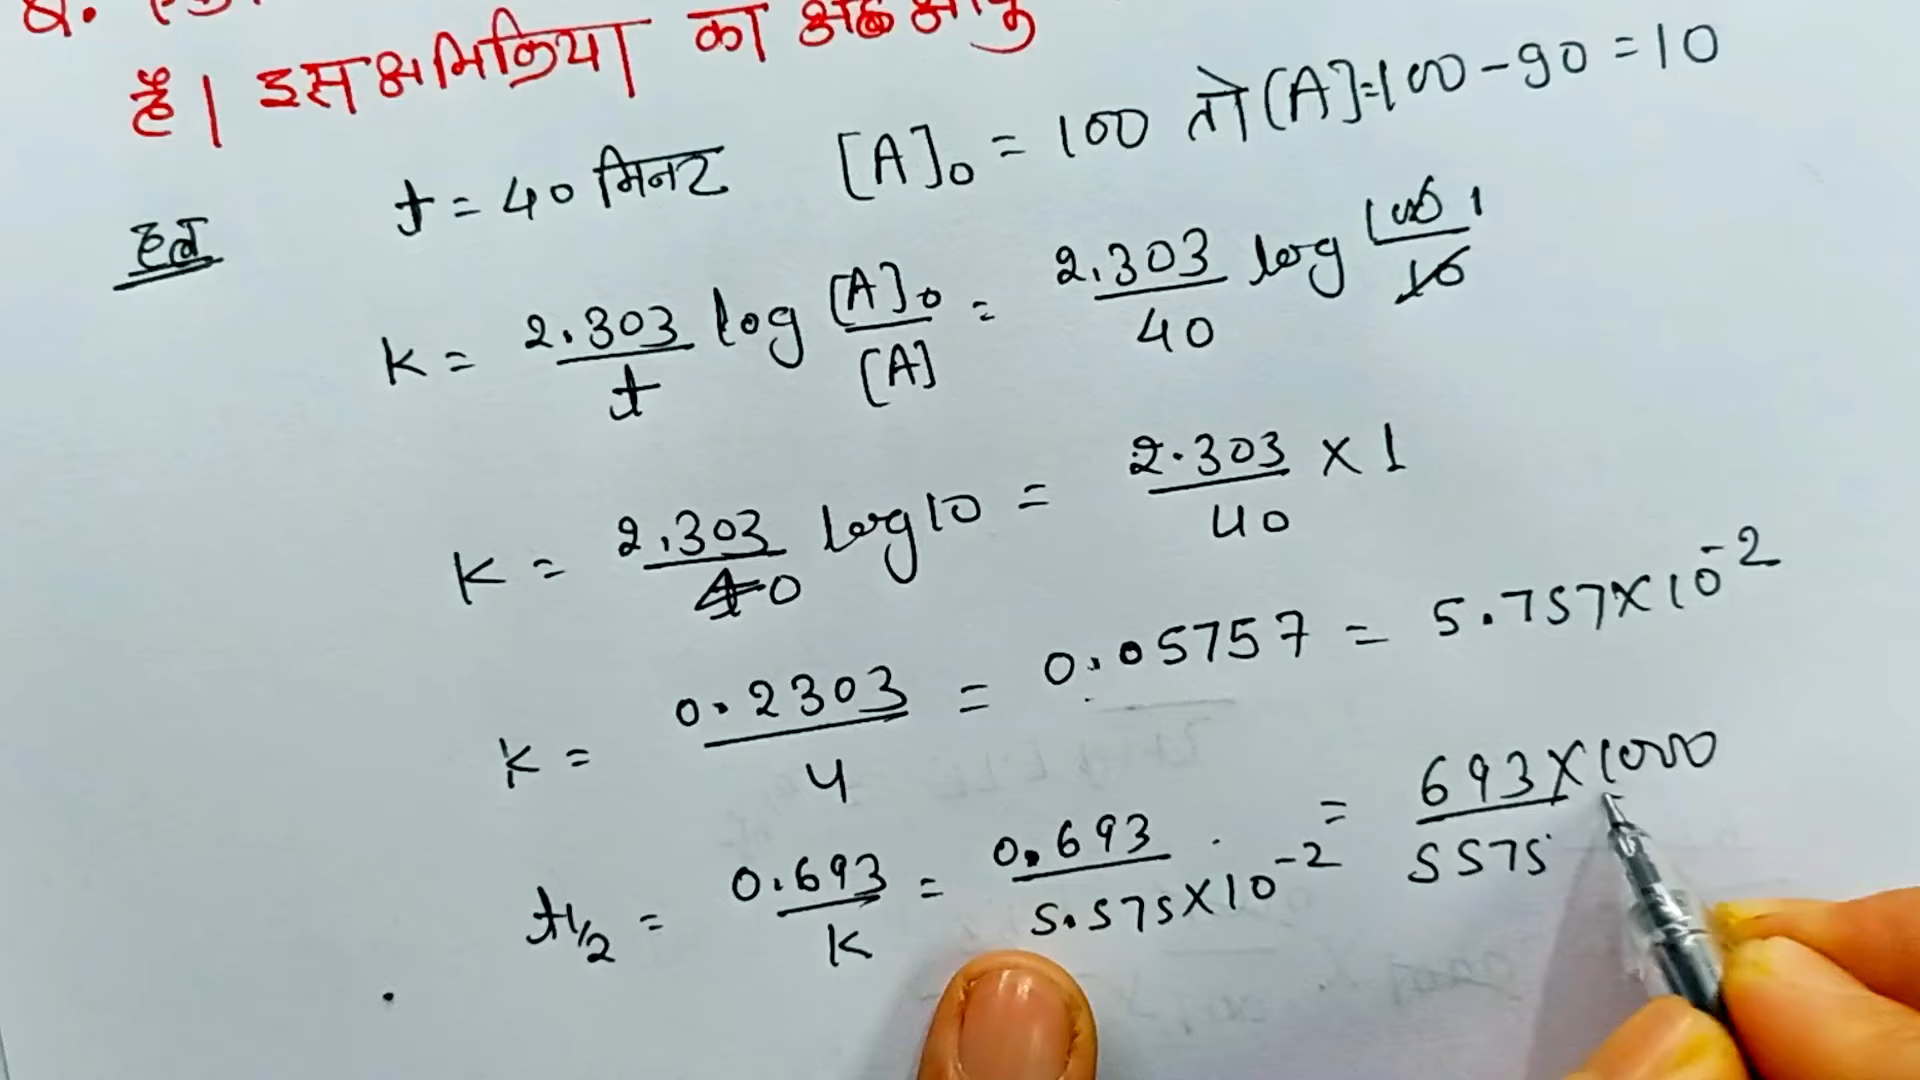 है। इस अभिक्रिया का अर्द्ध आयु
हल t = 40 मिनट [A]₀ = 100 तो [A] = 100 - 90 = 10
K = 2.303/t log [A]₀/[A] = 2.303/40 log 100/10
K = 2.303/40 log 10 = 2.303/40 × 1
K = 0.2303/4 = 0.05757 = 5.757 × 10⁻²
t1/2 = 0.693/K = 0.693/5.575 × 10⁻² = 693 × 1000/5575